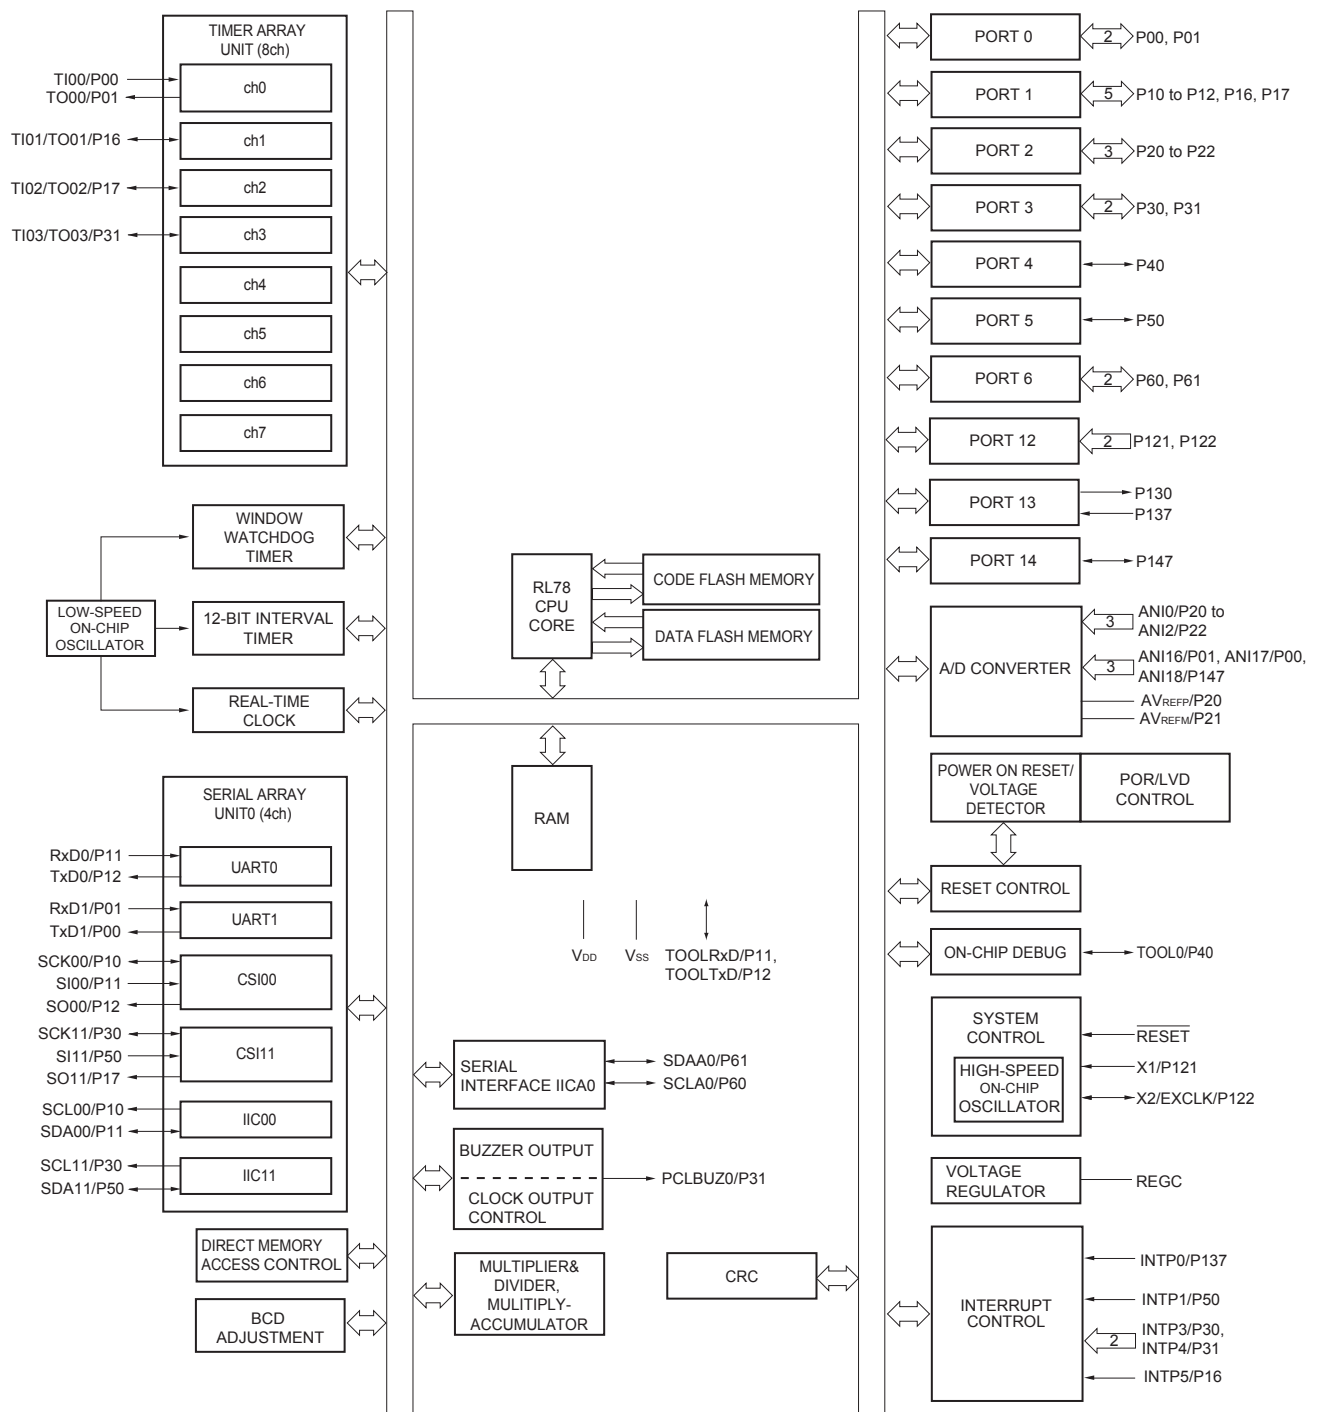 TIMER ARRAY
UNIT (8ch)
TI00/P00
TO00/P01
ch0
TI01/TO01/P16
ch1
TI02/TO02/P17
ch2
TI03/TO03/P31
ch3
ch4
ch5
ch6
ch7
WINDOW
WATCHDOG
TIMER
LOW-SPEED
ON-CHIP
OSCILLATOR
12-BIT INTERVAL
TIMER
REAL-TIME
CLOCK
SERIAL ARRAY
UNIT0 (4ch)
RxD0/P11
TxD0/P12
UART0
RxD1/P01
TxD1/P00
UART1
SCK00/P10
SI00/P11
SO00/P12
CSI00
SCK11/P30
SI11/P50
SO11/P17
CSI11
SCL00/P10
SDA00/P11
IIC00
SCL11/P30
SDA11/P50
IIC11
DIRECT MEMORY
ACCESS CONTROL
BCD
ADJUSTMENT
RL78
CPU
CORE
CODE FLASH MEMORY
DATA FLASH MEMORY
RAM
VDD
VSS
TOOLRxD/P11,
TOOLTxD/P12
SERIAL
INTERFACE IICA0
SDAA0/P61
SCLA0/P60
BUZZER OUTPUT
CLOCK OUTPUT
CONTROL
PCLBUZ0/P31
MULTIPLIER&
DIVIDER,
MULITIPLY-
ACCUMULATOR
CRC
PORT 0
2
P00, P01
PORT 1
5
P10 to P12, P16, P17
PORT 2
3
P20 to P22
PORT 3
2
P30, P31
PORT 4
P40
PORT 5
P50
PORT 6
2
P60, P61
PORT 12
2
P121, P122
PORT 13
P130
P137
PORT 14
P147
A/D CONVERTER
3
ANI0/P20 to
ANI2/P22
3
ANI16/P01, ANI17/P00,
ANI18/P147
AVREFP/P20
AVREFM/P21
POWER ON RESET/
VOLTAGE
DETECTOR
POR/LVD
CONTROL
RESET CONTROL
ON-CHIP DEBUG
TOOL0/P40
SYSTEM
CONTROL
HIGH-SPEED
ON-CHIP
OSCILLATOR
RESET
X1/P121
X2/EXCLK/P122
VOLTAGE
REGULATOR
REGC
INTERRUPT
CONTROL
INTP0/P137
INTP1/P50
2
INTP3/P30,
INTP4/P31
INTP5/P16